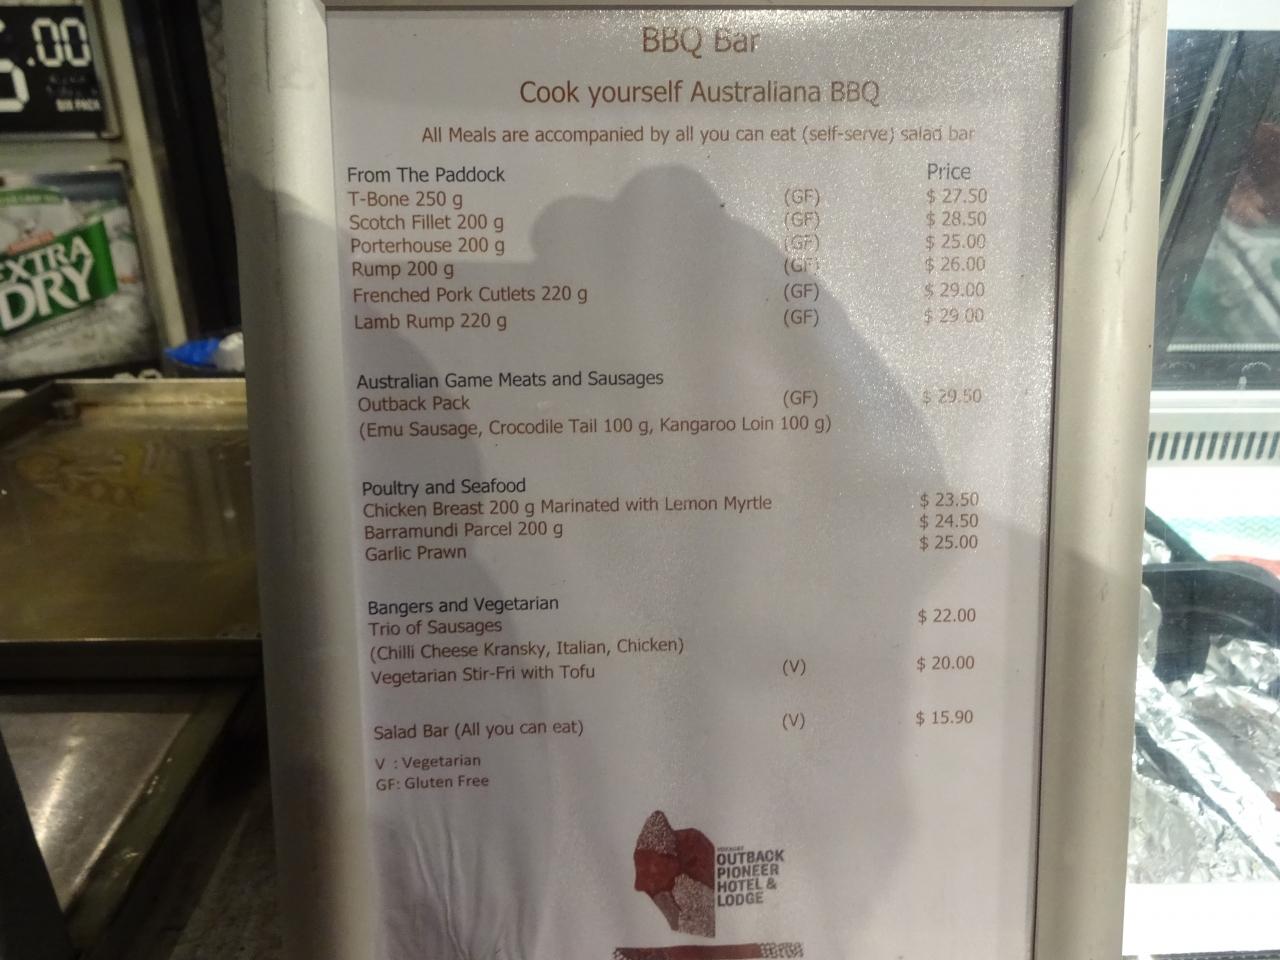 .00
SIX PACK
EXTRA
DRY
BBQ Bar
Cook yourself Australiana BBQ
All Meals are accompanied by all you can eat (self-serve) salad bar
From The Paddock Price
T-Bone 250 g (GF) $ 27.50
Scotch Fillet 200 g (GF) $ 28.50
Porterhouse 200 g (GF) $ 25.00
Rump 200 g (GF) $ 26.00
Frenched Pork Cutlets 220 g (GF) $ 29.00
Lamb Rump 220 g (GF) $ 29.00
Australian Game Meats and Sausages
Outback Pack (GF) $ 29.50
(Emu Sausage, Crocodile Tail 100 g, Kangaroo Loin 100 g)
Poultry and Seafood
Chicken Breast 200 g Marinated with Lemon Myrtle $ 23.50
Barramundi Parcel 200 g $ 24.50
Garlic Prawn $ 25.00
Bangers and Vegetarian
Trio of Sausages $ 22.00
(Chilli Cheese Kransky, Italian, Chicken)
Vegetarian Stir-Fri with Tofu (V) $ 20.00
Salad Bar (All you can eat) (V) $ 15.90
V : Vegetarian
GF: Gluten Free
OUTBACK
PIONEER
HOTEL &
LODGE